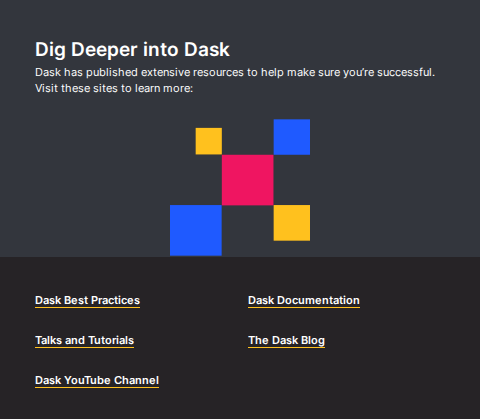 Dig Deeper into Dask
Dask has published extensive resources to help make sure you're successful.
Visit these sites to learn more:
Dask Best Practices
Dask Documentation
Talks and Tutorials
The Dask Blog
Dask YouTube Channel